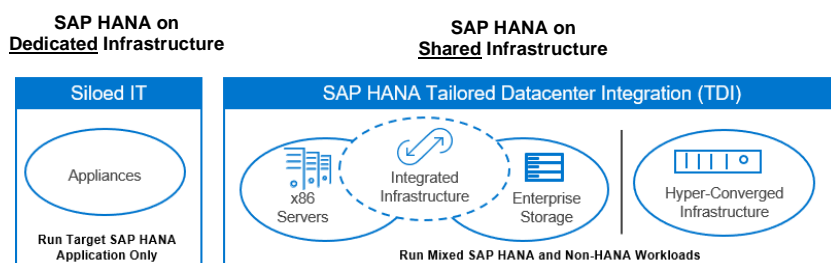 SAP HANA on
Dedicated Infrastructure
SAP HANA on
Shared Infrastructure
Siloed IT
SAP HANA Tailored Datacenter Integration (TDI)
Appliances
x86
Servers
Integrated
Infrastructure
Enterprise
Storage
Hyper-Converged
Infrastructure
Run Target SAP HANA
Application Only
Run Mixed SAP HANA and Non-HANA Workloads